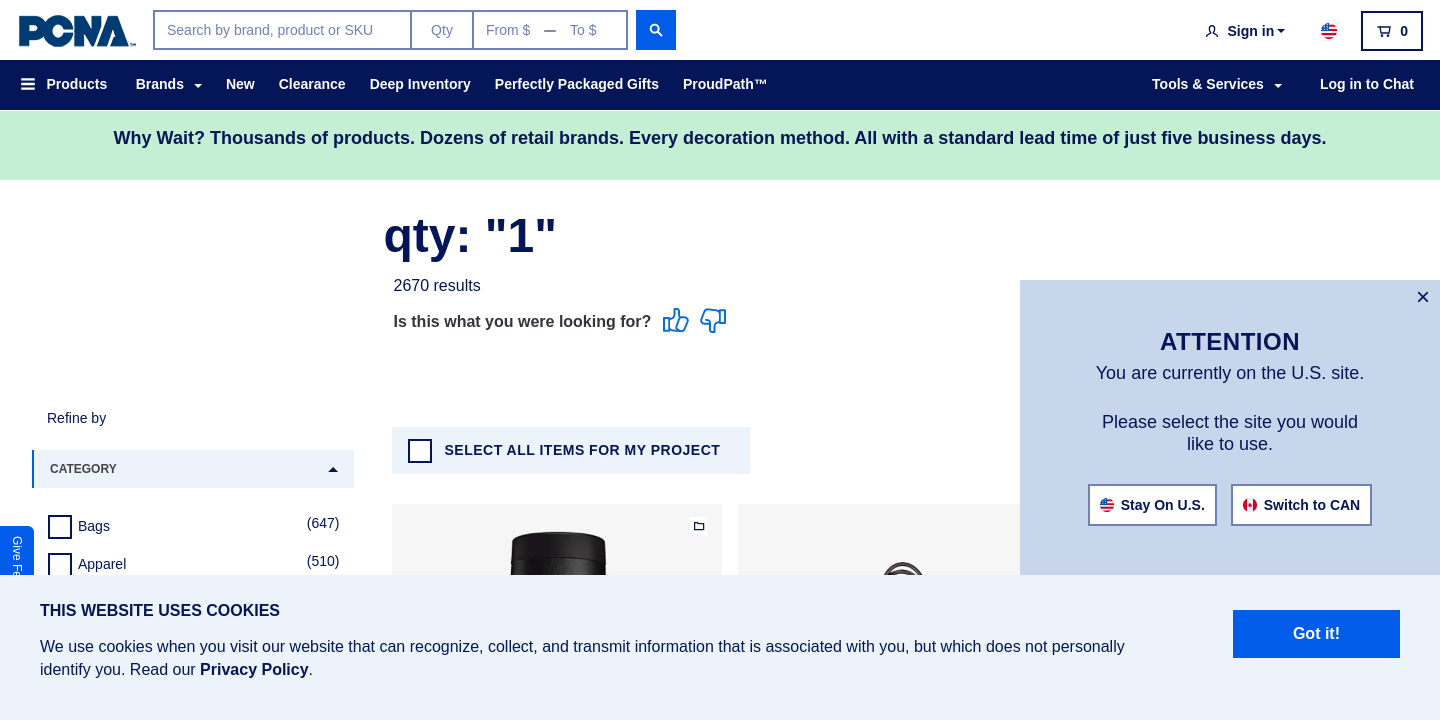 PCNA™
Search by brand, product or SKU
Qty
From $ — To $
Sign in
0
Products
Brands
New
Clearance
Deep Inventory
Perfectly Packaged Gifts
ProudPath™
Tools & Services
Log in to Chat
Why Wait? Thousands of products. Dozens of retail brands. Every decoration method. All with a standard lead time of just five business days.
qty: "1"
2670 results
Is this what you were looking for?
×
ATTENTION
You are currently on the U.S. site.
Please select the site you would
like to use.
Stay On U.S.
Switch to CAN
Refine by
CATEGORY
SELECT ALL ITEMS FOR MY PROJECT
Bags (647)
Apparel (510)
Give
THIS WEBSITE USES COOKIES
We use cookies when you visit our website that can recognize, collect, and transmit information that is associated with you, but which does not personally
identify you. Read our Privacy Policy.
Got it!